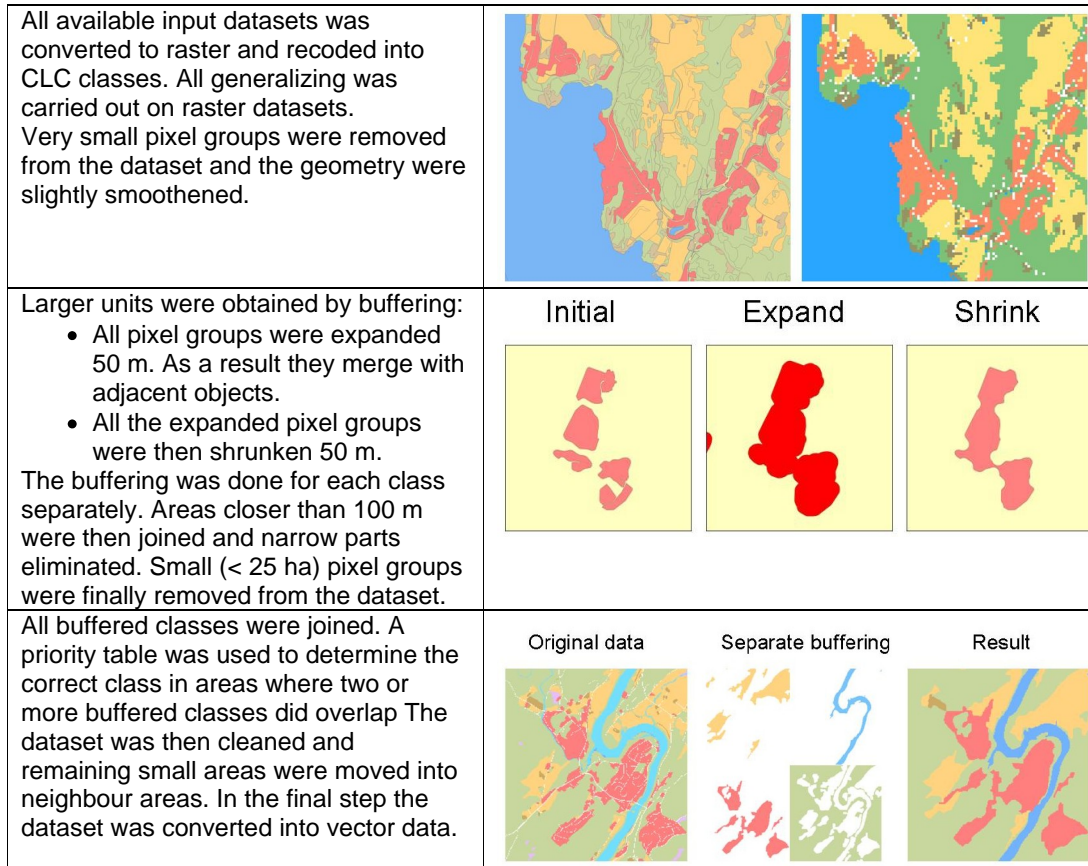 All available input datasets was
converted to raster and recoded into
CLC classes. All generalizing was
carried out on raster datasets.
Very small pixel groups were removed
from the dataset and the geometry were
slightly smoothened.
Larger units were obtained by buffering:
• All pixel groups were expanded
50 m. As a result they merge with
adjacent objects.
• All the expanded pixel groups
were then shrunken 50 m.
The buffering was done for each class
separately. Areas closer than 100 m
were then joined and narrow parts
eliminated. Small (< 25 ha) pixel groups
were finally removed from the dataset.
Initial Expand Shrink
All buffered classes were joined. A
priority table was used to determine the
correct class in areas where two or
more buffered classes did overlap The
dataset was then cleaned and
remaining small areas were moved into
neighbour areas. In the final step the
dataset was converted into vector data.
Original data Separate buffering Result